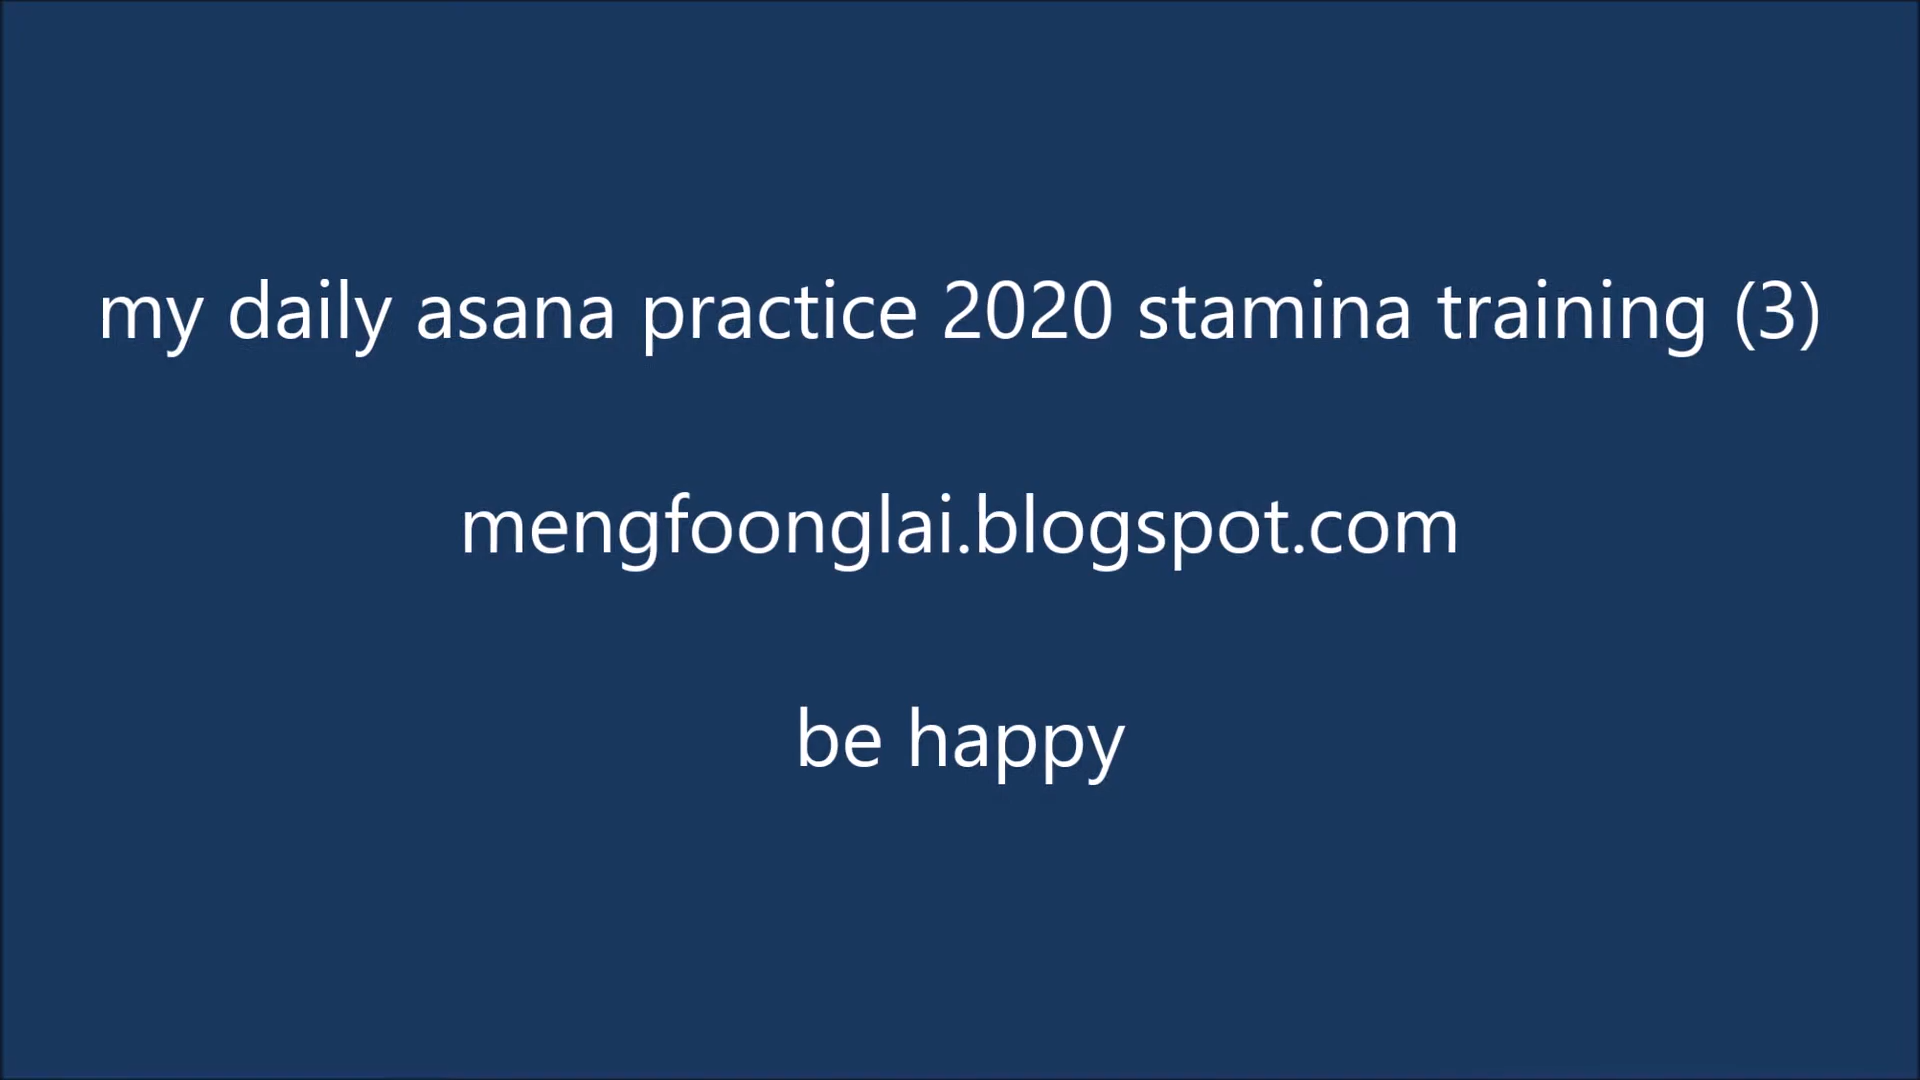 my daily asana practice 2020 stamina training (3)
mengfoonglai.blogspot.com
be happy